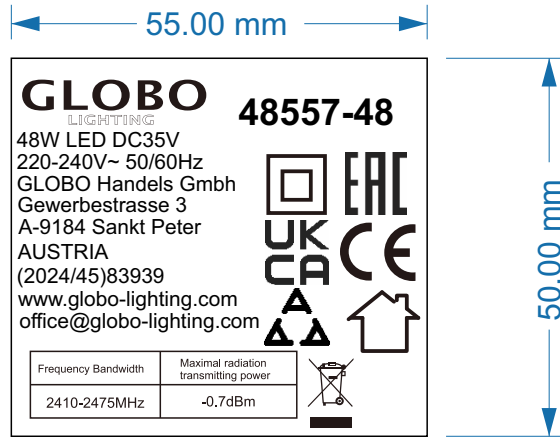 55.00 mm
GLOBO
LIGHTING
48557-48
48W LED DC35V
220-240V~ 50/60Hz
GLOBO Handels Gmbh
Gewerbestrasse 3
A-9184 Sankt Peter
AUSTRIA
(2024/45)83939
www.globo-lighting.com
office@globo-lighting.com
EAC
UK
CA
CE
Frequency Bandwidth
Maximal radiation
transmitting power
2410-2475MHz
-0.7dBm
50.00 mm